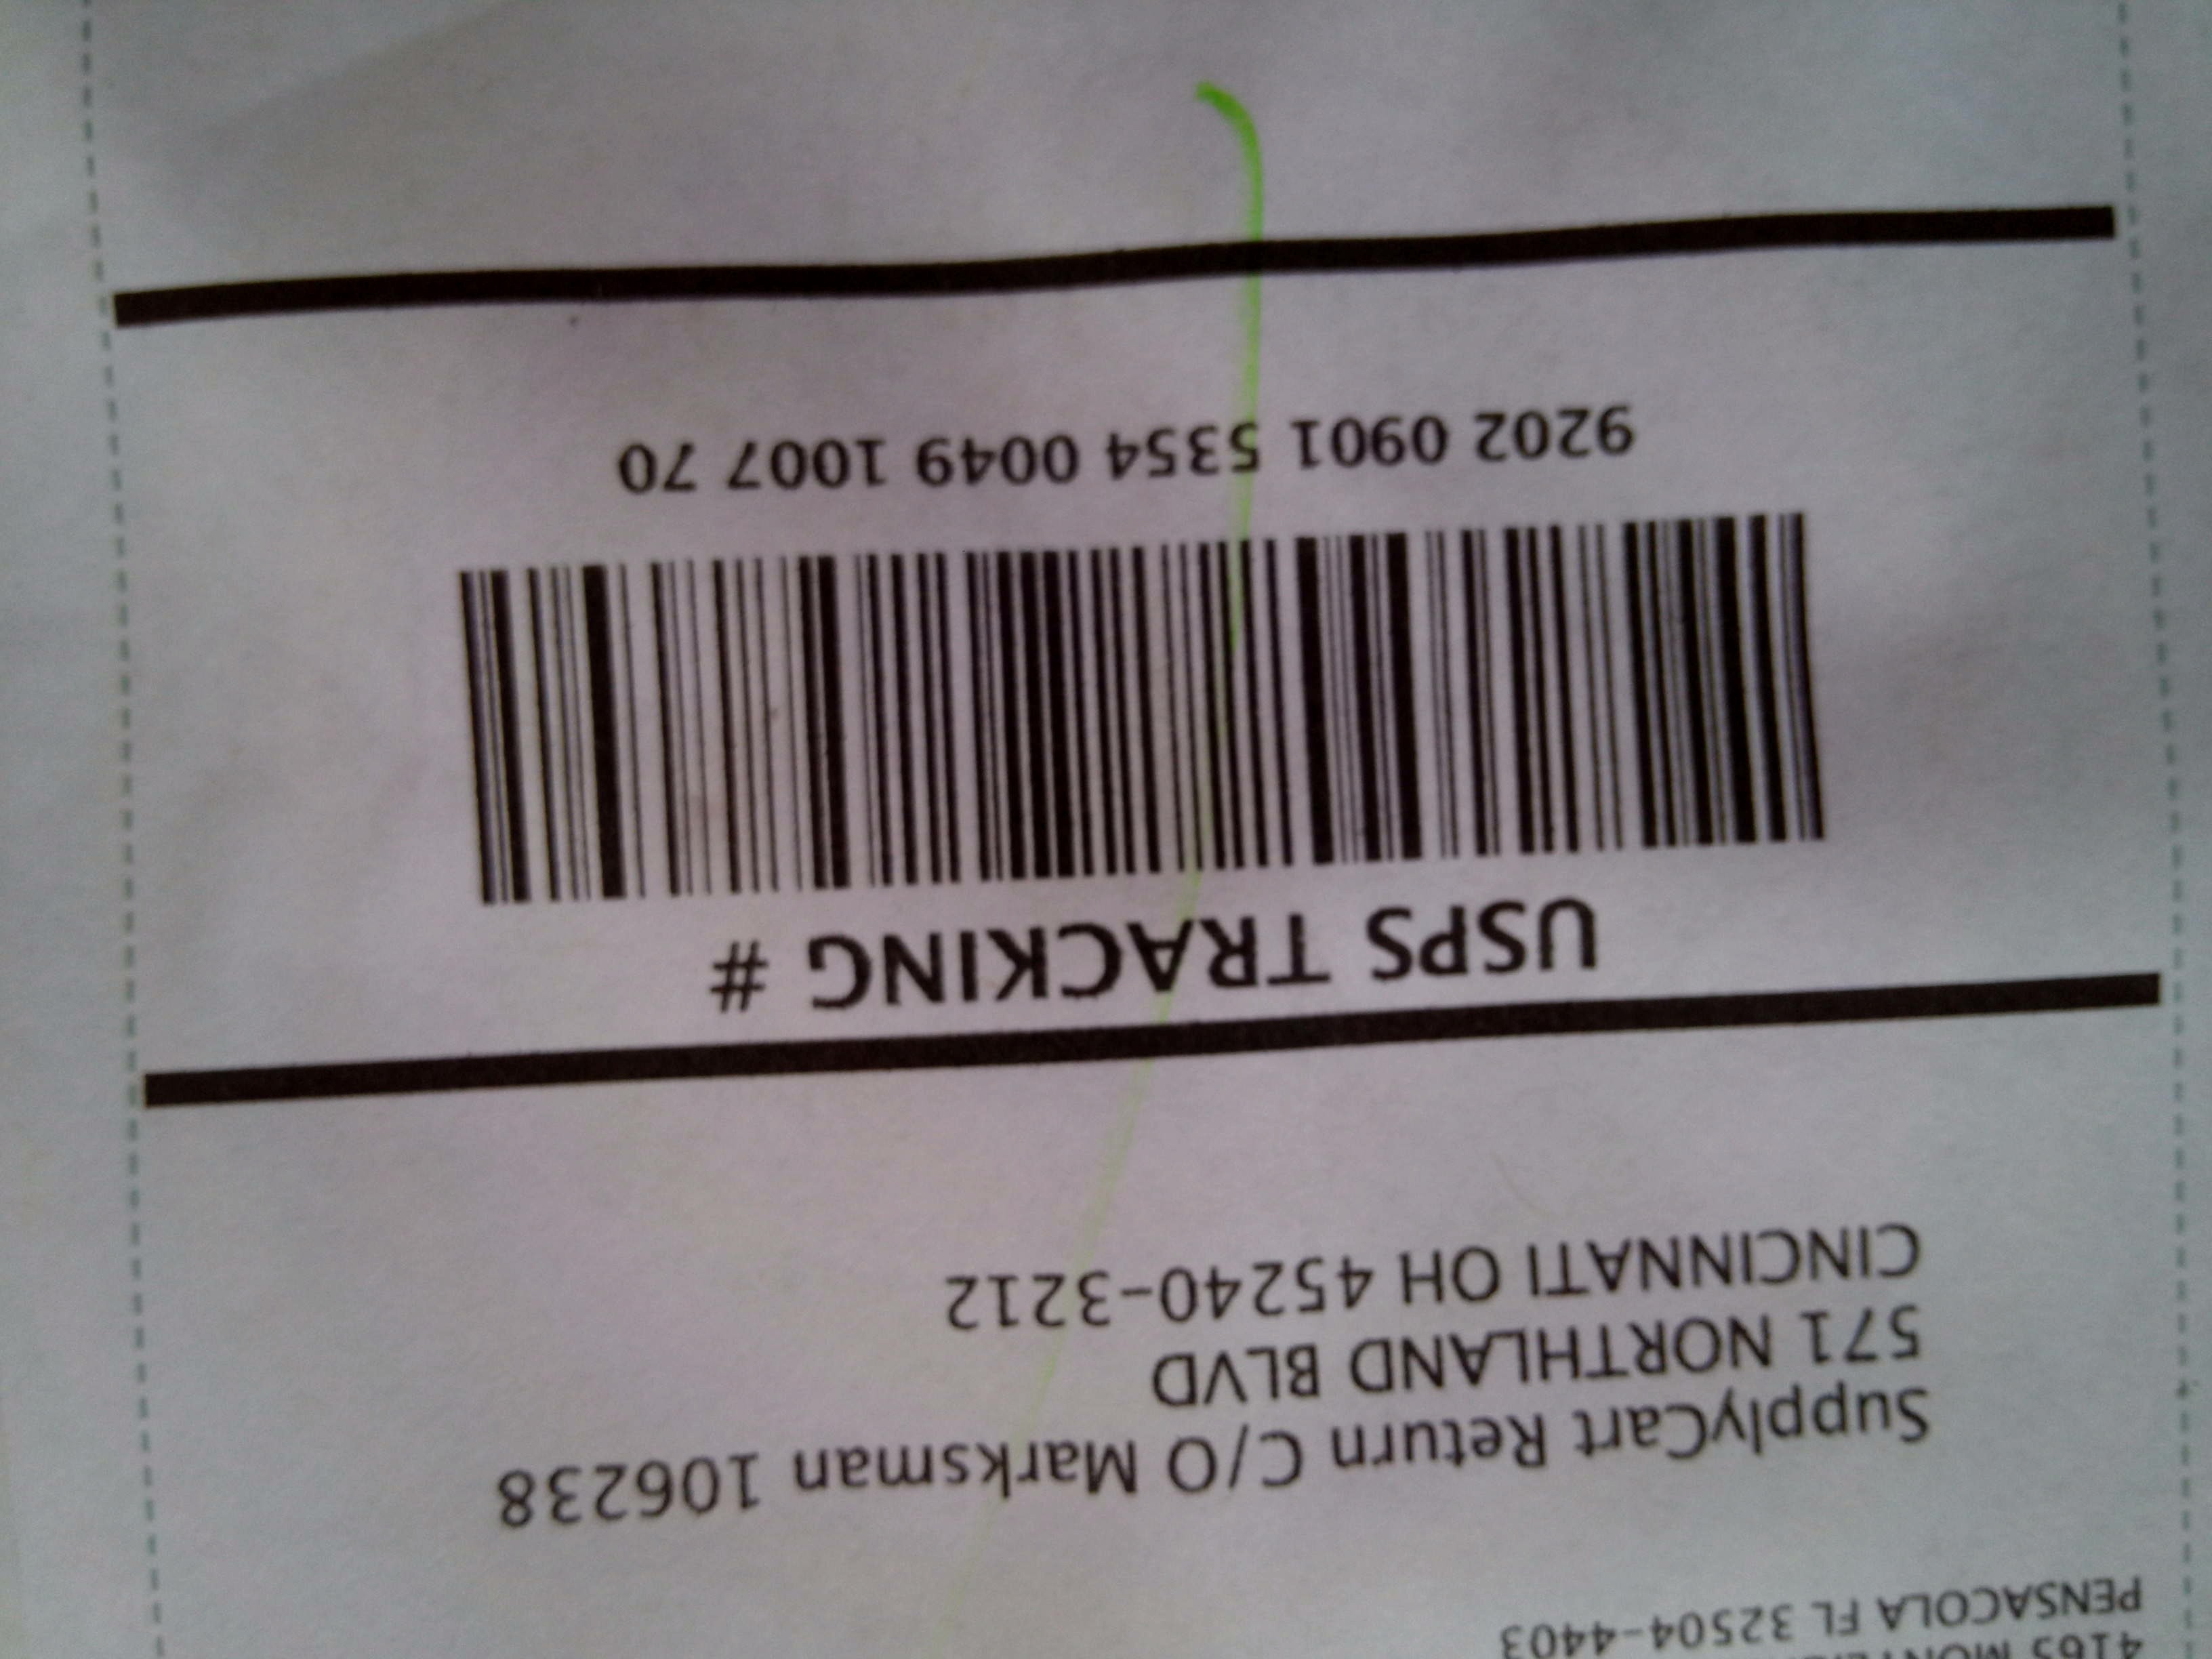 4165
PENSACOLA FL 32504-4403
SupplyCart Return C/O Marksman 106238
571 NORTHLAND BLVD
CINCINNATI OH 45240-3212
USPS TRACKING #
9202 0901 5354 0049 1007 70